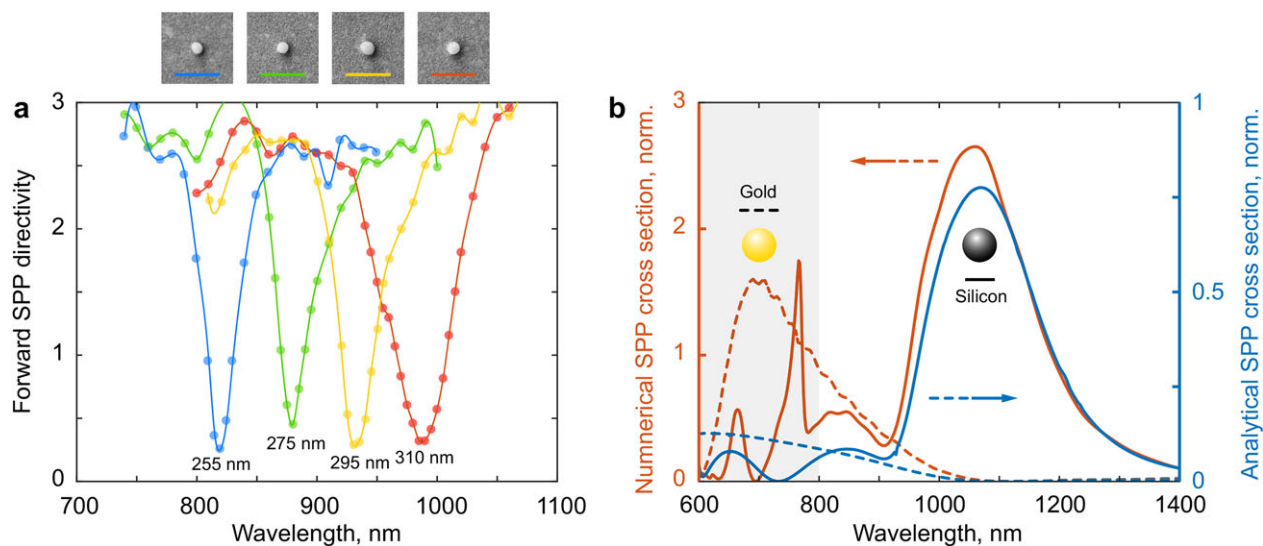 a
3
2
1
0
Forward SPP directivity
255 nm
275 nm
295 nm
310 nm
700 800 900 1000 1100
Wavelength, nm
b
3
2
1
0
Numnerical SPP cross section, norm.
Gold
Silicon
1
0.5
0
Analytical SPP cross section, norm.
600 800 1000 1200 1400
Wavelength, nm